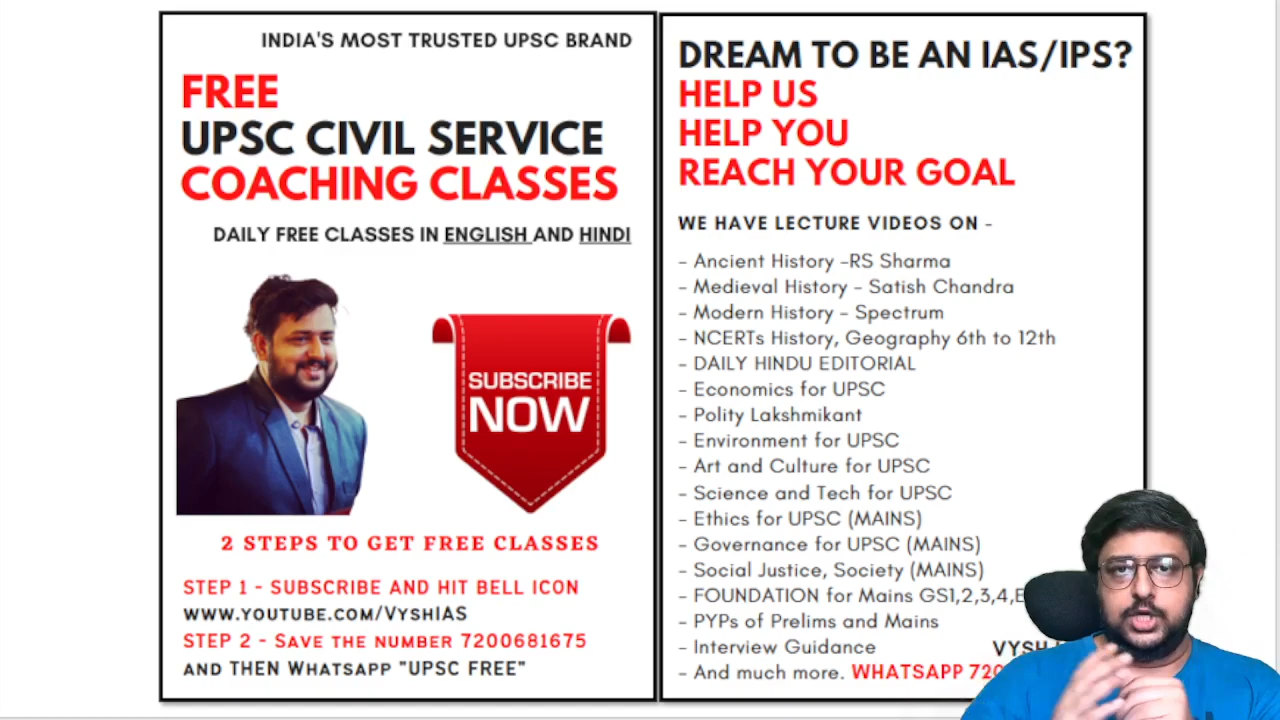 INDIA'S MOST TRUSTED UPSC BRAND
FREE
UPSC CIVIL SERVICE
COACHING CLASSES
DAILY FREE CLASSES IN ENGLISH AND HINDI
SUBSCRIBE
NOW
2 STEPS TO GET FREE CLASSES
STEP 1 - SUBSCRIBE AND HIT BELL ICON
WWW.YOUTUBE.COM/VYSHIAS
STEP 2 - SAVE THE NUMBER 7200681675
AND THEN WHATSAPP "UPSC FREE"
DREAM TO BE AN IAS/IPS?
HELP US
HELP YOU
REACH YOUR GOAL
WE HAVE LECTURE VIDEOS ON -
- Ancient History -RS Sharma
- Medieval History - Satish Chandra
- Modern History - Spectrum
- NCERTs History, Geography 6th to 12th
- DAILY HINDU EDITORIAL
- Economics for UPSC
- Polity Lakshmikant
- Environment for UPSC
- Art and Culture for UPSC
- Science and Tech for UPSC
- Ethics for UPSC (MAINS)
- Governance for UPSC (MAINS)
- Social Justice, Society (MAINS)
- FOUNDATION for Mains GS1,2,3,4,
- PYPs of Prelims and Mains
- Interview Guidance VYSH
- And much more. WHATSAPP 720